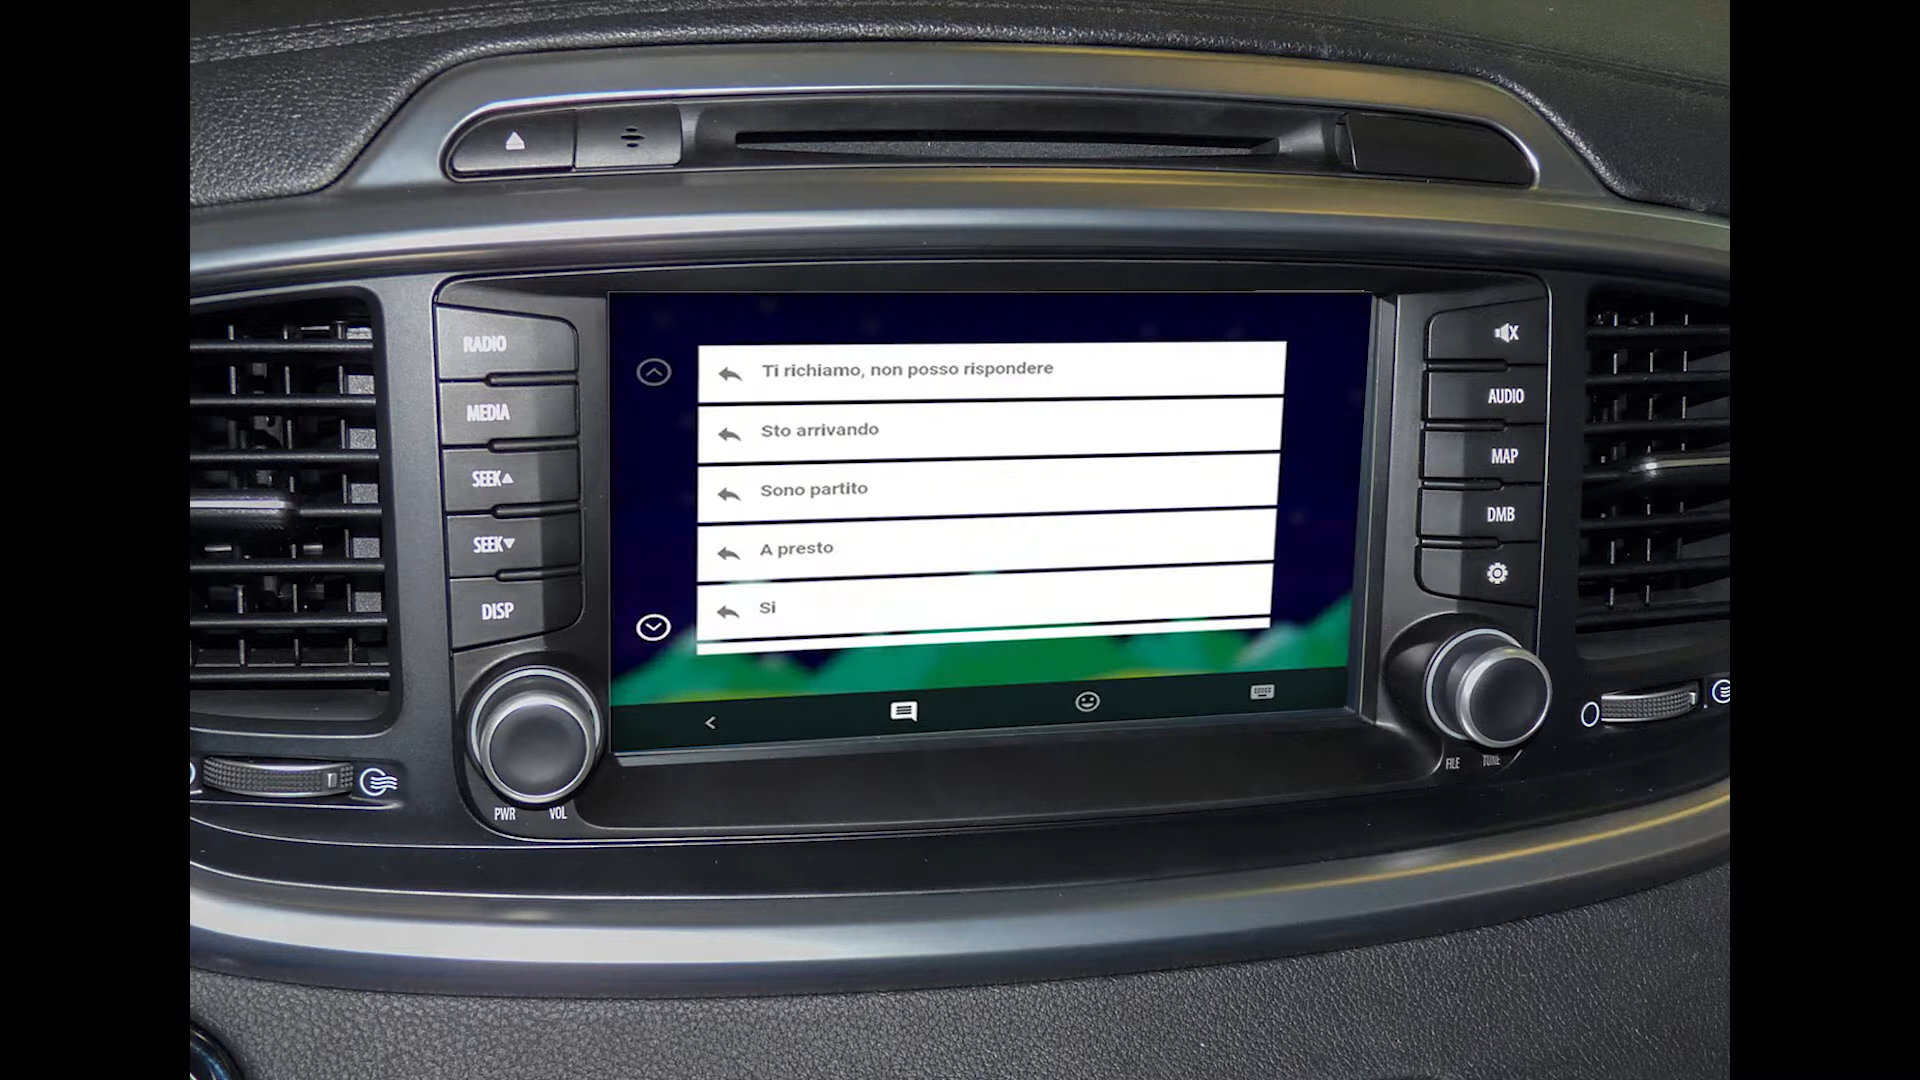 RADIO
MEDIA
SEEK
SEEK
DISP
PWR
VOL
Ti richiamo, non posso rispondere
Sto arrivando
Sono partito
A presto
Si
AUDIO
MAP
DMB
FILE
TUNE